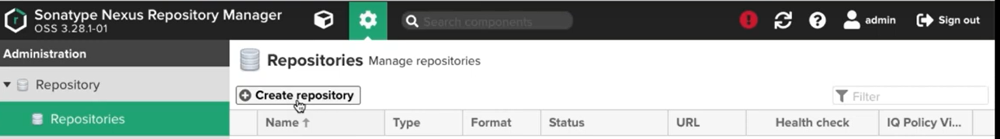 Sonatype Nexus Repository Manager
OSS 3.28.1-01
Search components
admin
Sign out
Administration
Repositories Manage repositories
Repository
Create repository
Filter
Repositories
Name Type Format Status URL Health check IQ Policy Vi...